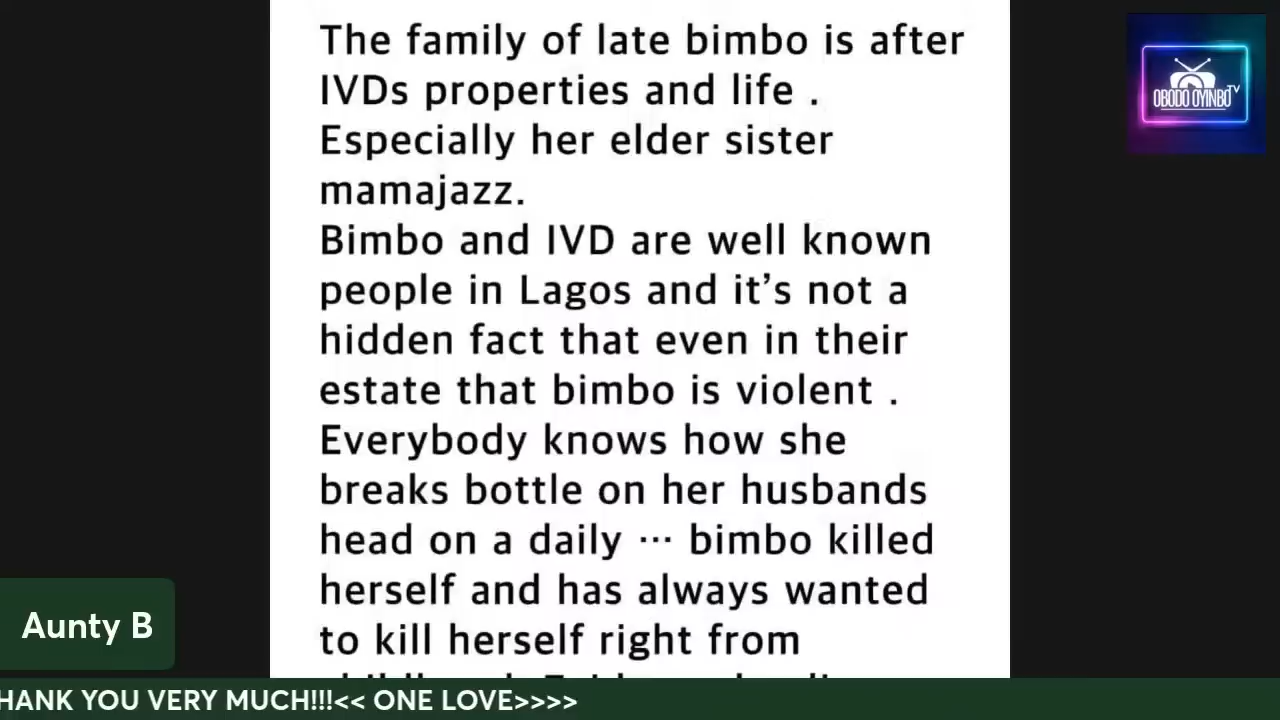 The family of late bimbo is after
IVDs properties and life .
Especially her elder sister
mamajazz.
Bimbo and IVD are well known
people in Lagos and it's not a
hidden fact that even in their
estate that bimbo is violent .
Everybody knows how she
breaks bottle on her husbands
head on a daily ··· bimbo killed
herself and has always wanted
to kill herself right from
OBODO OYINBO TV
Aunty B
HANK YOU VERY MUCH!!!<< ONE LOVE>>>>